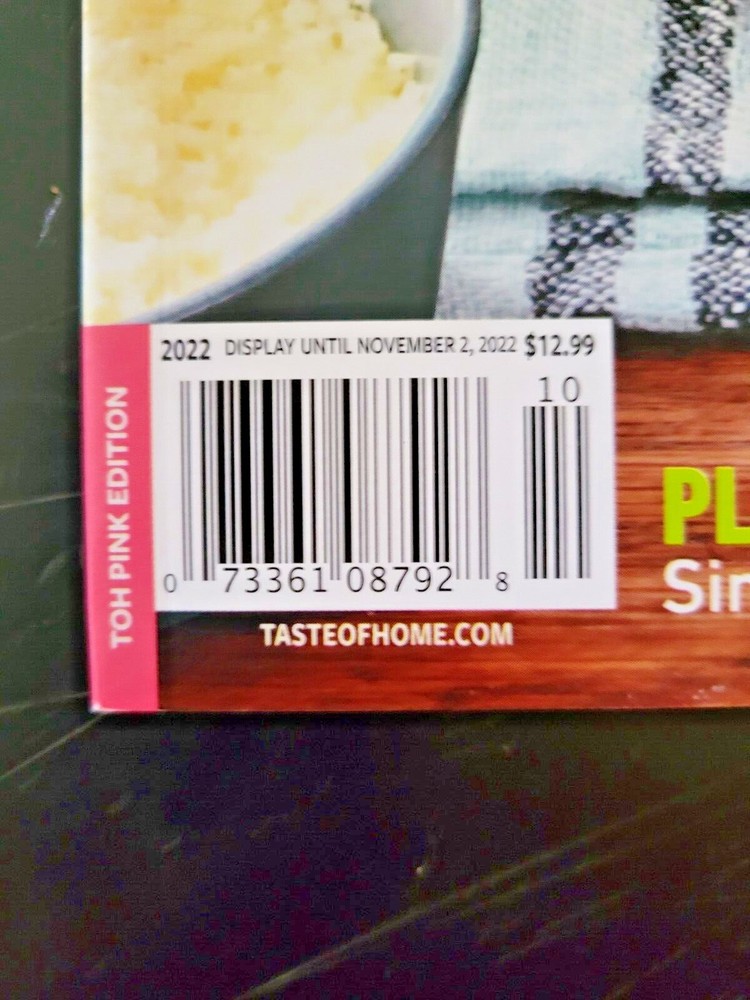 2022 DISPLAY UNTIL NOVEMBER 2, 2022 $12.99
10
0 73361 08792 8
TOH PINK EDITION
TASTEOFHOME.COM
PL
Sin